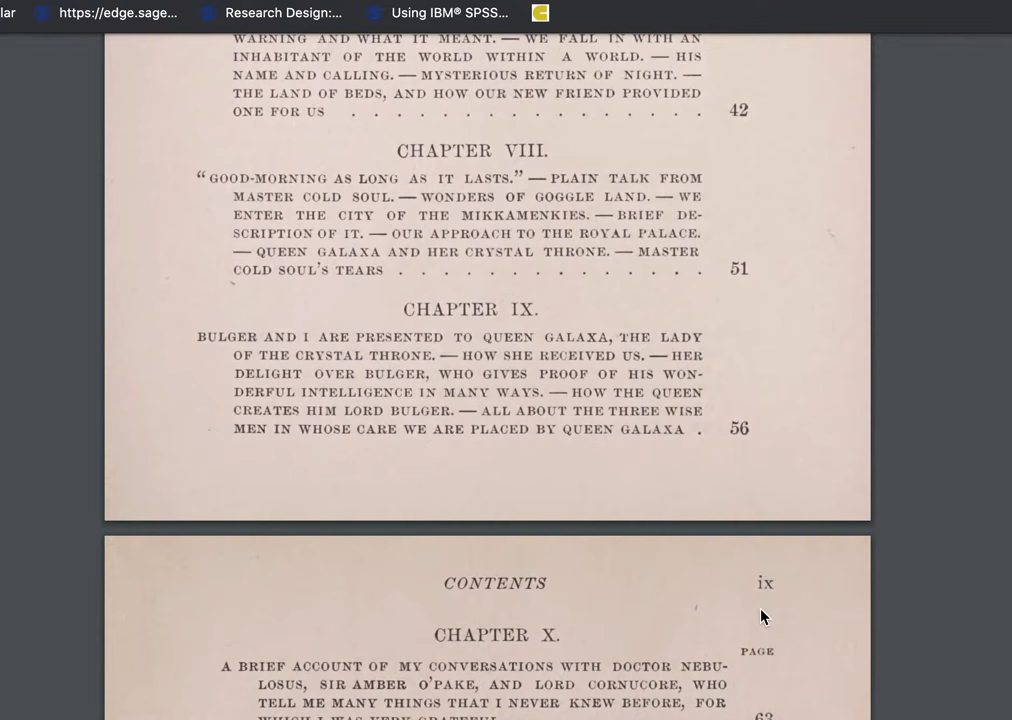 lar https://edge.sage... Research Design:... Using IBM® SPSS...
WARNING AND WHAT IT MEANT. — WE FALL IN WITH AN
INHABITANT OF THE WORLD WITHIN A WORLD. — HIS
NAME AND CALLING. — MYSTERIOUS RETURN OF NIGHT. —
THE LAND OF BEDS, AND HOW OUR NEW FRIEND PROVIDED
ONE FOR US . . . . . . . . . . . . . . . . 42
CHAPTER VIII.
“GOOD-MORNING AS LONG AS IT LASTS.” — PLAIN TALK FROM
MASTER COLD SOUL. — WONDERS OF GOGGLE LAND. — WE
ENTER THE CITY OF THE MIKKAMENKIES. — BRIEF DE-
SCRIPTION OF IT. — OUR APPROACH TO THE ROYAL PALACE.
— QUEEN GALAXA AND HER CRYSTAL THRONE. — MASTER
COLD SOUL'S TEARS . . . . . . . . . . . . . . 51
CHAPTER IX.
BULGER AND I ARE PRESENTED TO QUEEN GALAXA, THE LADY
OF THE CRYSTAL THRONE. — HOW SHE RECEIVED US. — HER
DELIGHT OVER BULGER, WHO GIVES PROOF OF HIS WON-
DERFUL INTELLIGENCE IN MANY WAYS. — HOW THE QUEEN
CREATES HIM LORD BULGER. — ALL ABOUT THE THREE WISE
MEN IN WHOSE CARE WE ARE PLACED BY QUEEN GALAXA . 56
CONTENTS ix
CHAPTER X.
PAGE
A BRIEF ACCOUNT OF MY CONVERSATIONS WITH DOCTOR NEBU-
LOSUS, SIR AMBER O'PAKE, AND LORD CORNUCORE, WHO
TELL ME MANY THINGS THAT I NEVER KNEW BEFORE, FOR
WHICH I WAS VERY GRATEFUL 63